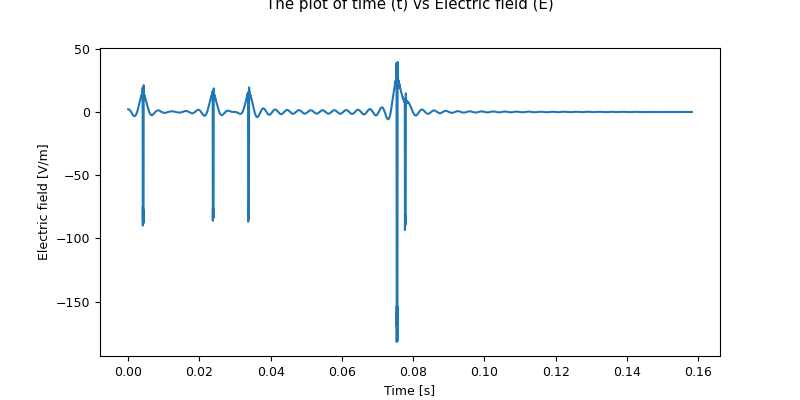 The plot of time (t) vs Electric field (E)
50
0
−50
−100
−150
Electric field [V/m]
0.00 0.02 0.04 0.06 0.08 0.10 0.12 0.14 0.16
Time [s]